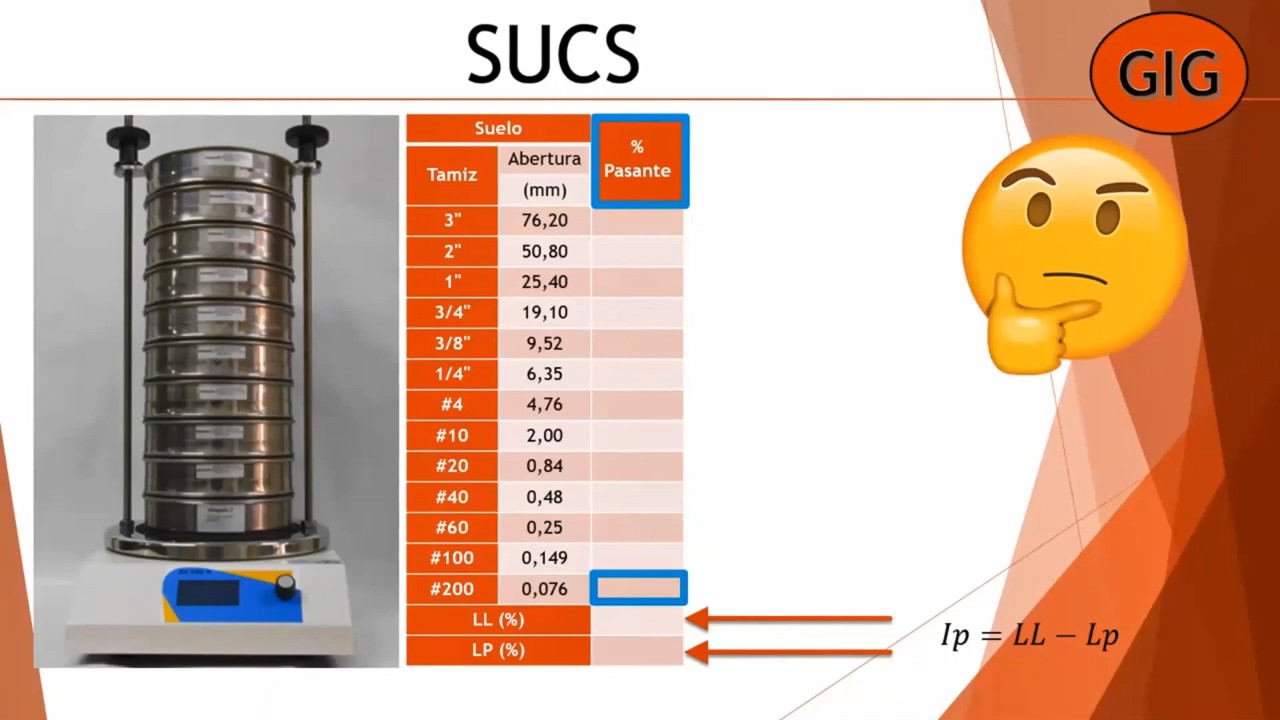 SUCS
GIG
Suelo
% Pasante
Tamiz
Abertura
(mm)
3" 76,20
2" 50,80
1" 25,40
3/4" 19,10
3/8" 9,52
1/4" 6,35
#4 4,76
#10 2,00
#20 0,84
#40 0,48
#60 0,25
#100 0,149
#200 0,076
LL (%)
LP (%)
Ip = LL − Lp